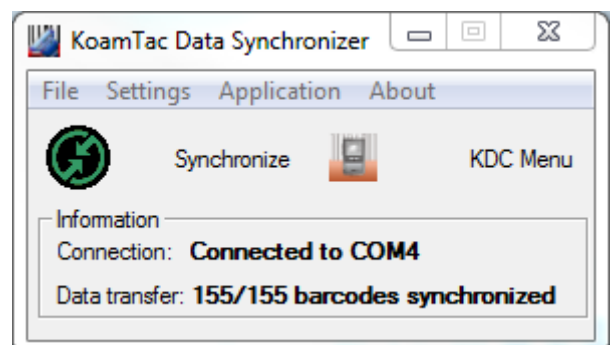 KoamTac Data Synchronizer
File Settings Application About
Synchronize KDC Menu
Information
Connection: Connected to COM4
Data transfer: 155/155 barcodes synchronized